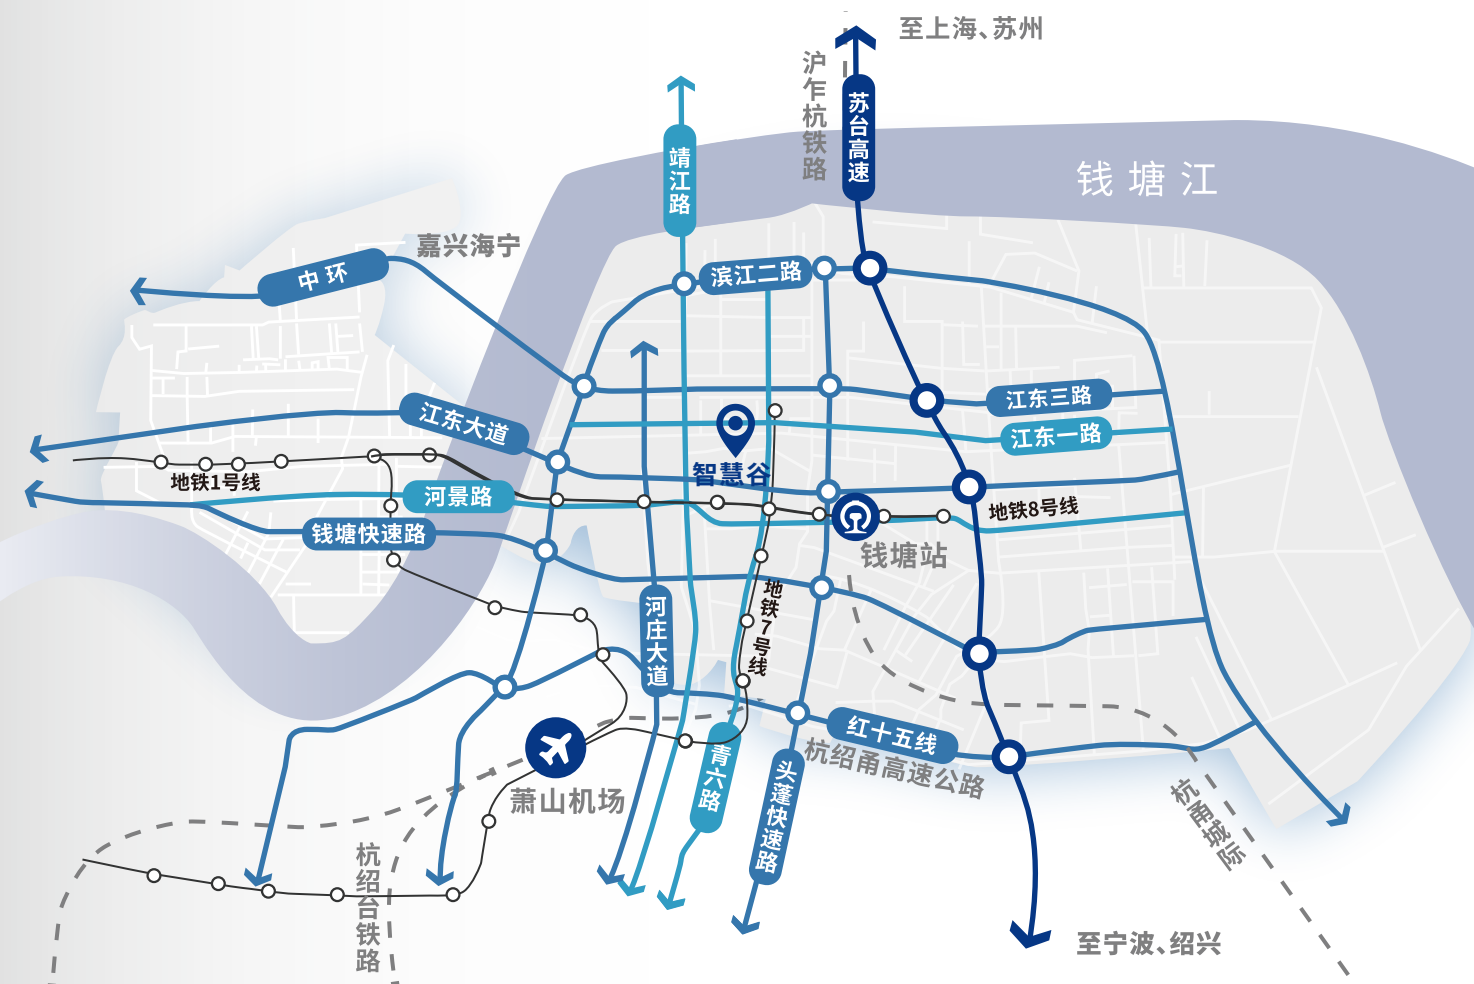 至上海、苏州
沪乍杭铁路
苏台高速
靖江路
钱塘江
嘉兴海宁
中环
滨江二路
江东三路
江东一路
江东大道
智慧谷
地铁1号线
河景路
地铁8号线
钱塘快速路
钱塘站
地铁7号线
河庄大道
红十五线
杭绍甬高速公路
青六路
头蓬快速路
萧山机场
杭甬城际
杭绍台铁路
至宁波、绍兴